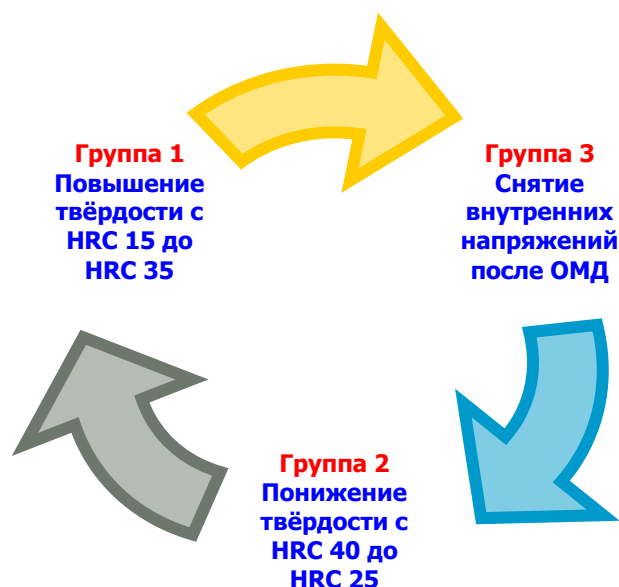 Группа 1
Повышение
твёрдости с
HRC 15 до
HRC 35
Группа 3
Снятие
внутренних
напряжений
после ОМД
Группа 2
Понижение
твёрдости с
HRC 40 до
HRC 25